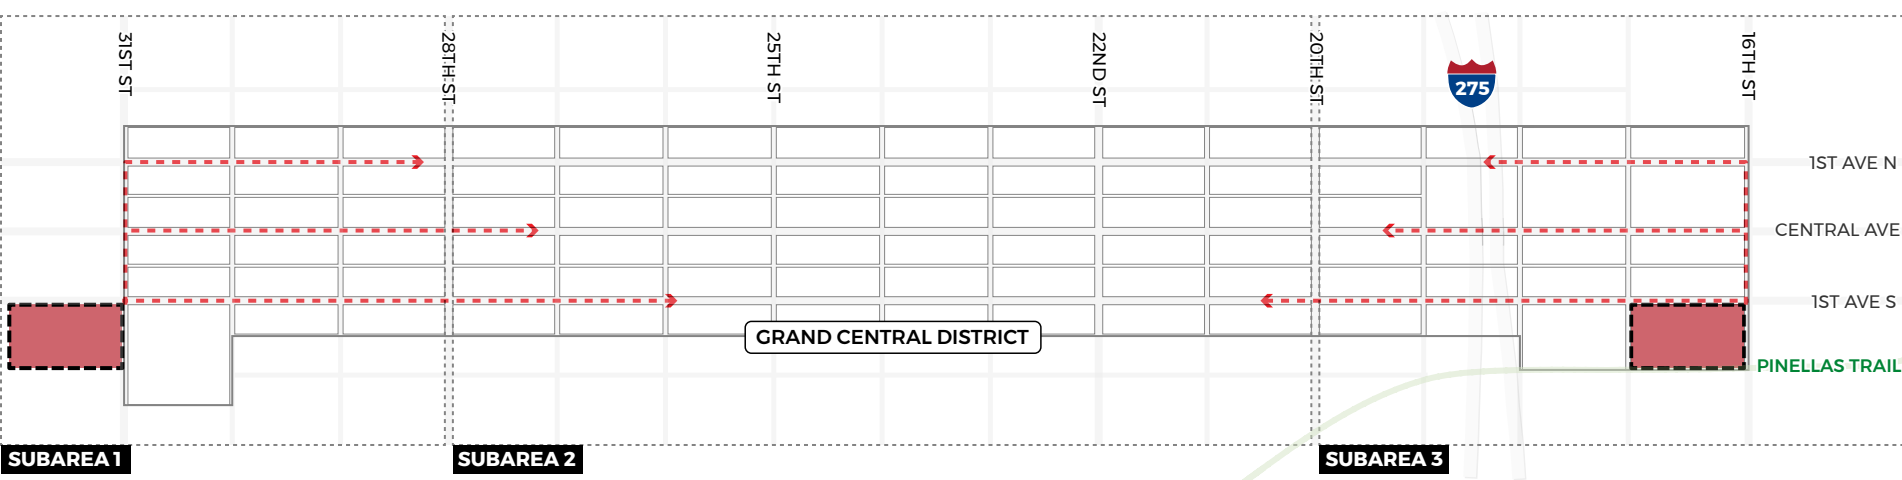 31ST ST
28TH ST
25TH ST
22ND ST
20TH ST
275
16TH ST
1ST AVE N
CENTRAL AVE
1ST AVE S
GRAND CENTRAL DISTRICT
PINELLAS TRAIL
SUBAREA 1
SUBAREA 2
SUBAREA 3